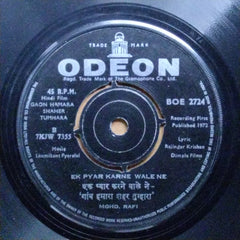 TRADE MARK
ODEON
Regd. Trade Mark of The Gramophone Co. Ltd.
45 R.P.M.
Hindi Film
GAON HAMARA
SHAHER
TUMHARA
B
7KJW 7355
Music
Laxmikant Pyarelal
BOE 2724
Recording First
Published 1972
Lyric
Rajinder Krishan
Dimple Films
EK PYAR KARNE WALE NE
एक प्यार करने वाले ने-
'गांव हमारा शहर तुम्हारा'
MOHD. RAFI